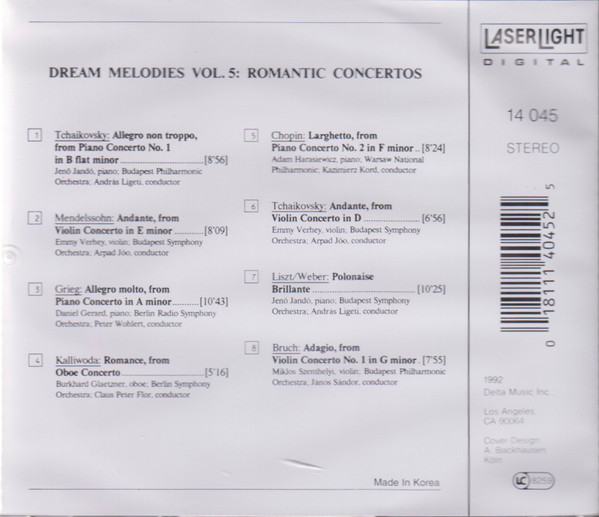 DREAM MELODIES VOL. 5: ROMANTIC CONCERTOS
1 Tchaikovsky: Allegro non troppo,
from Piano Concerto No. 1
in B flat minor [8'56]
Jenö Jandó, piano; Budapest Philharmonic
Orchestra; András Ligeti, conductor
2 Mendelssohn: Andante, from
Violin Concerto in E minor [8'09]
Emmy Verhey, violin; Budapest Symphony
Orchestra; Arpad Jóo, conductor
3 Grieg: Allegro molto, from
Piano Concerto in A minor [10'43]
Daniel Gerard, piano; Berlin Radio Symphony
Orchestra; Peter Wohlert, conductor
4 Kalliwoda: Romance, from
Oboe Concerto [5'16]
Burkhard Glaetzner, oboe; Berlin Symphony
Orchestra; Claus Peter Flor, conductor
5 Chopin: Larghetto, from
Piano Concerto No. 2 in F minor [8'24]
Adam Harasiewicz, piano; Warsaw National
Philharmonic; Kazimierz Kord, conductor
6 Tchaikovsky: Andante, from
Violin Concerto in D [6'56]
Emmy Verhey, violin; Budapest Symphony
Orchestra; Arpad Jóo, conductor
7 Liszt/Weber: Polonaise
Brillante [10'25]
Jenö Jandó, piano; Budapest Symphony
Orchestra; András Ligeti, conductor
8 Bruch: Adagio, from
Violin Concerto No. 1 in G minor [7'55]
Miklos Szenthelyi, violin; Budapest Philharmonic
Orchestra; János Sándor, conductor
Made In Korea
LASERLIGHT
DIGITAL
14 045
STEREO
0 18111 40452 5
1992
Delta Music Inc.
Los Angeles,
CA 90064
Cover Design:
A. Backhausen
Köln
LC 8259